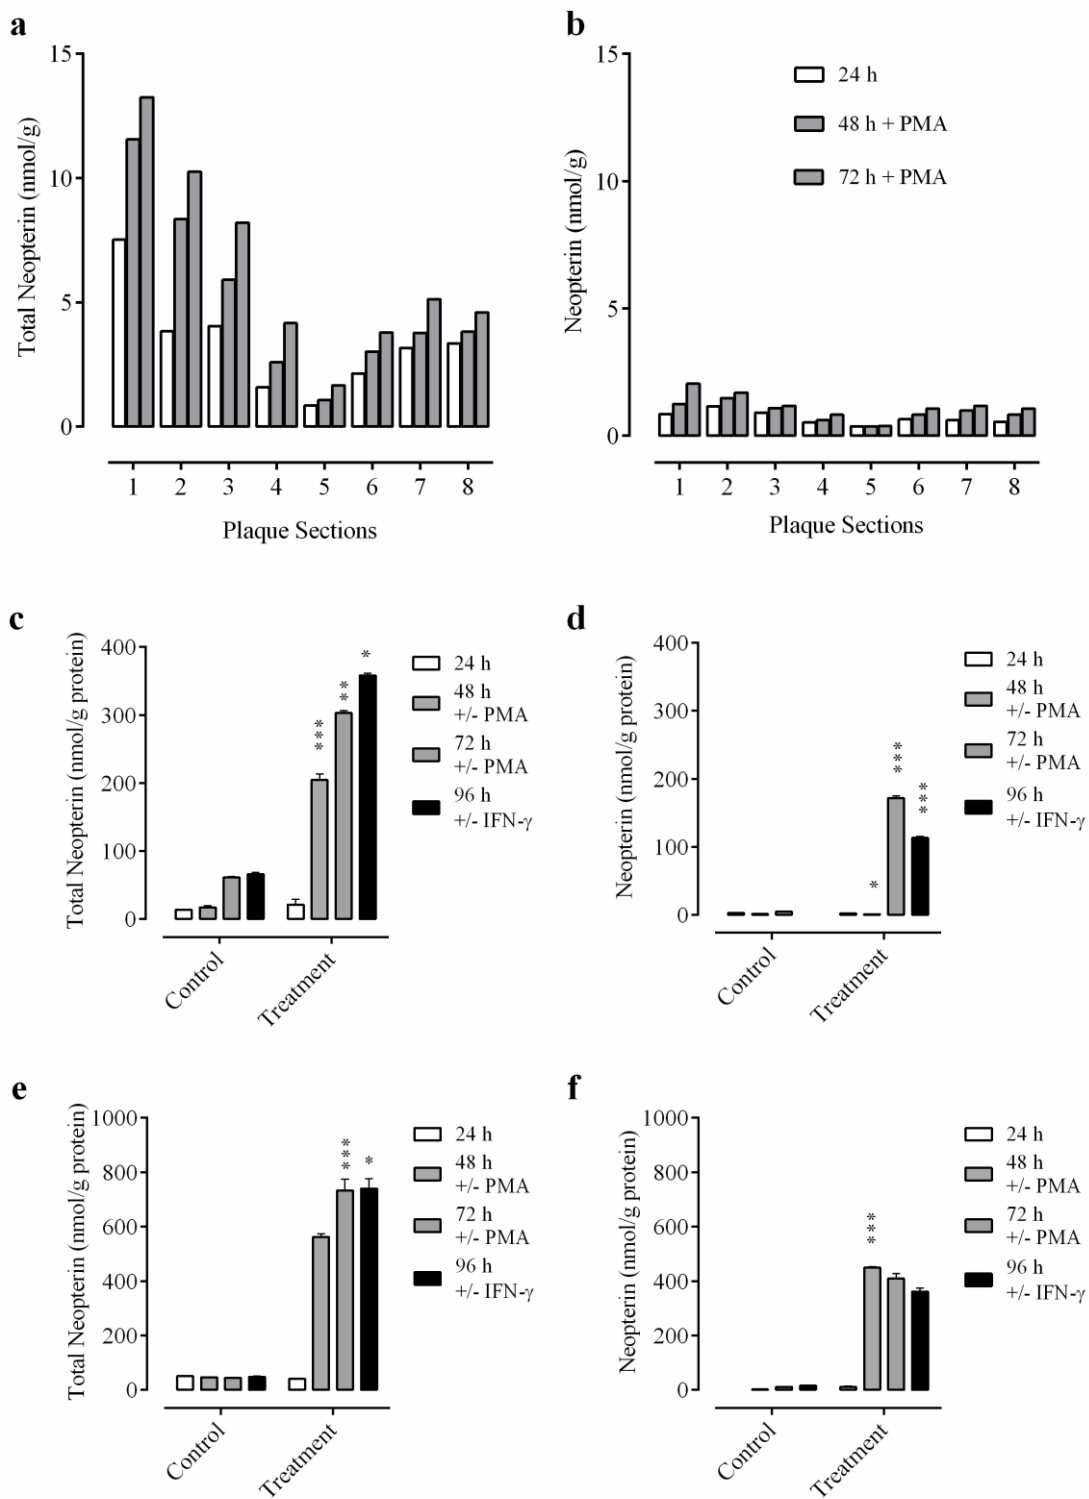 a
Total Neopterin (nmol/g)
15
10
5
0
1 2 3 4 5 6 7 8
Plaque Sections
b
Neopterin (nmol/g)
15
10
5
0
24 h
48 h + PMA
72 h + PMA
1 2 3 4 5 6 7 8
Plaque Sections
c
Total Neopterin (nmol/g protein)
400
300
200
100
0
***
**
*
24 h
48 h
+/- PMA
72 h
+/- PMA
96 h
+/- IFN-γ
Control
Treatment
d
Neopterin (nmol/g protein)
400
300
200
100
0
*
***
***
24 h
48 h
+/- PMA
72 h
+/- PMA
96 h
+/- IFN-γ
Control
Treatment
e
Total Neopterin (nmol/g protein)
1000
800
600
400
200
0
***
*
24 h
48 h
+/- PMA
72 h
+/- PMA
96 h
+/- IFN-γ
Control
Treatment
f
Neopterin (nmol/g protein)
1000
800
600
400
200
0
***
24 h
48 h
+/- PMA
72 h
+/- PMA
96 h
+/- IFN-γ
Control
Treatment